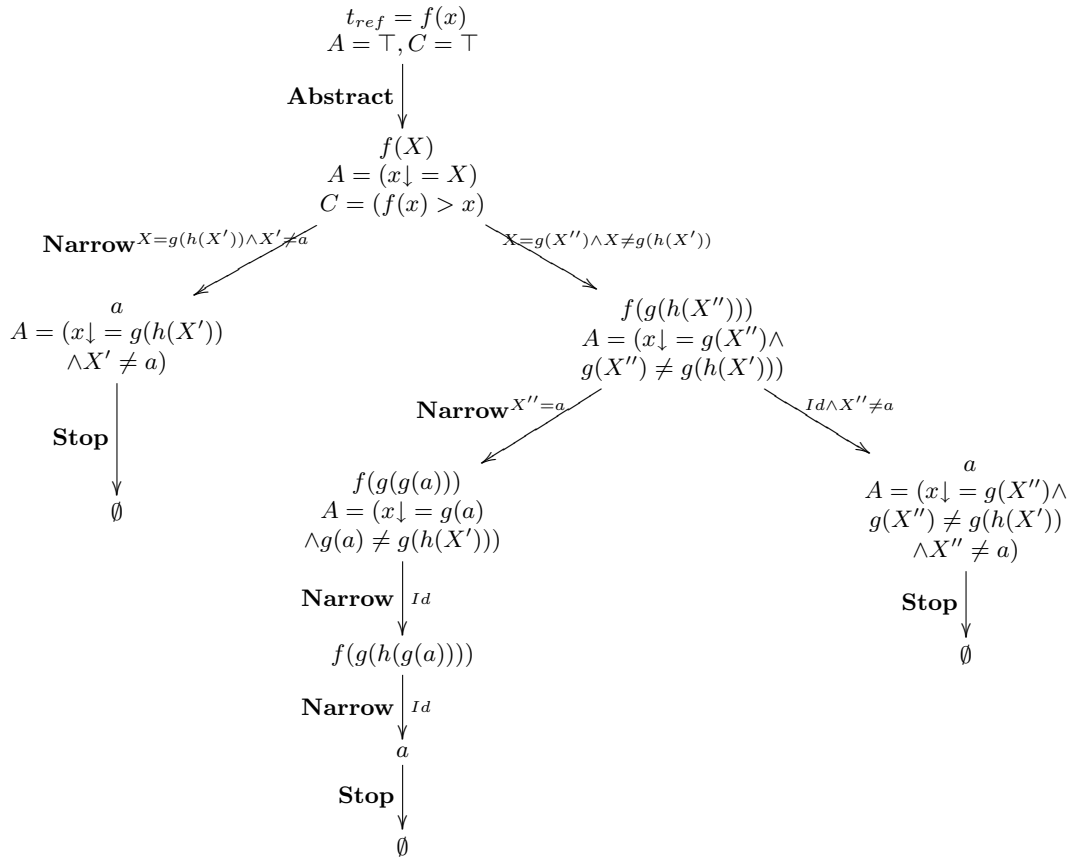 t_{ref} = f(x)
A = ⊤, C = ⊤
Abstract
f(X)
A = (x↓ = X)
C = (f(x) > x)
Narrow X=g(h(X'))∧X'≠a
X=g(X'')∧X≠g(h(X'))
a
A = (x↓ = g(h(X'))
∧X' ≠ a)
f(g(h(X'')))
A = (x↓ = g(X'')∧
g(X'') ≠ g(h(X')))
Stop
∅
Narrow X''=a
Id∧X''≠a
f(g(g(a)))
A = (x↓ = g(a)
∧g(a) ≠ g(h(X')))
a
A = (x↓ = g(X'')∧
g(X'') ≠ g(h(X'))
∧X'' ≠ a)
Narrow Id
Stop
f(g(h(g(a))))
∅
Narrow Id
a
Stop
∅